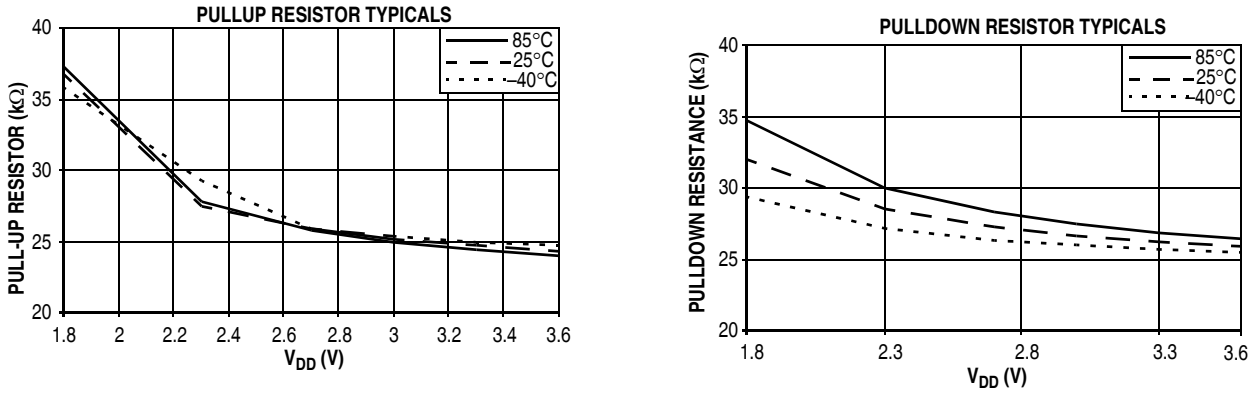 PULLUP RESISTOR TYPICALS
PULL-UP RESISTOR (kΩ)
40
35
30
25
20
85°C
25°C
–40°C
1.8 2 2.2 2.4 2.6 2.8 3 3.2 3.4 3.6
VDD (V)
PULLDOWN RESISTOR TYPICALS
PULLDOWN RESISTANCE (kΩ)
40
35
30
25
20
85°C
25°C
–40°C
1.8 2.3 2.8 3.3 3.6
VDD (V)